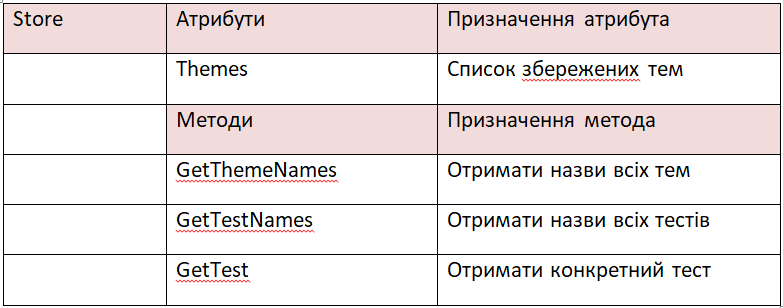 Store Атрибути Призначення атрибута
Themes Список збережених тем
Методи Призначення метода
GetThemeNames Отримати назви всіх тем
GetTestNames Отримати назви всіх тестів
GetTest Отримати конкретний тест